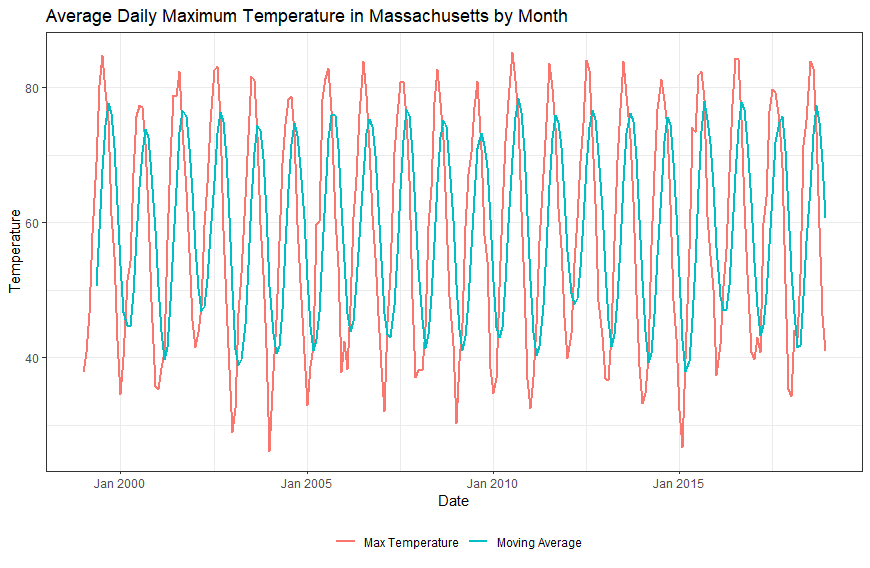 Average Daily Maximum Temperature in Massachusetts by Month
Temperature
80
60
40
Jan 2000 Jan 2005 Jan 2010 Jan 2015
Date
Max Temperature Moving Average